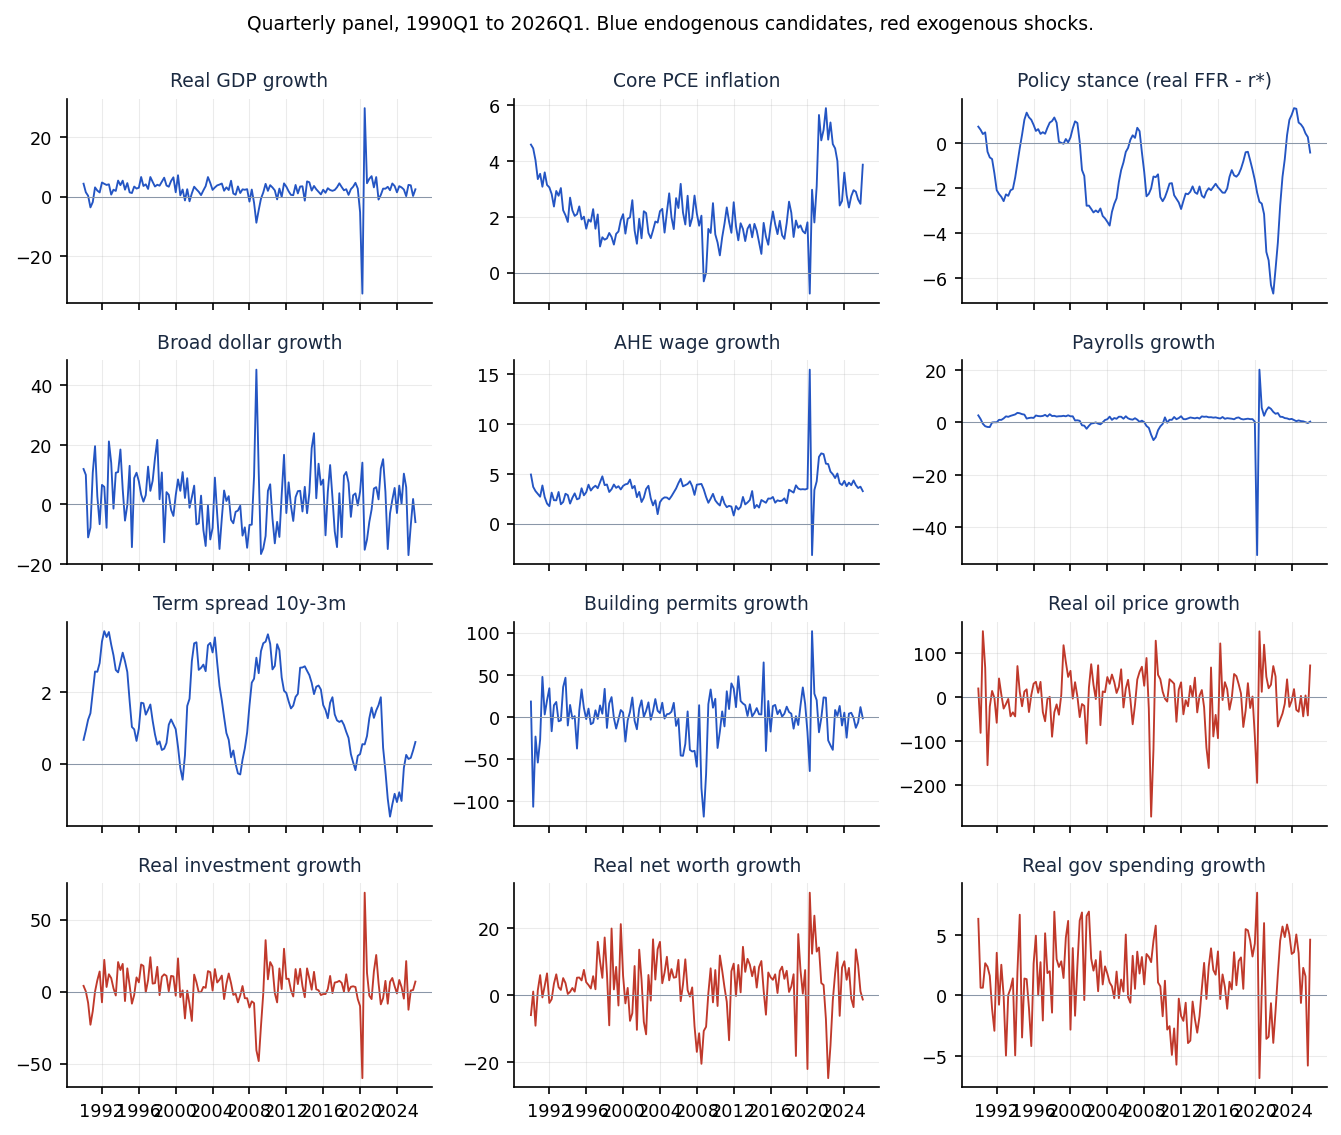 Quarterly panel, 1990Q1 to 2026Q1. Blue endogenous candidates, red exogenous shocks.
Real GDP growth
20
0
−20
Core PCE inflation
6
4
2
0
Policy stance (real FFR - r*)
0
−2
−4
−6
Broad dollar growth
40
20
0
−20
AHE wage growth
15
10
5
0
Payrolls growth
20
0
−20
−40
Term spread 10y-3m
2
0
Building permits growth
100
50
0
−50
−100
Real oil price growth
100
0
−100
−200
Real investment growth
50
0
−50
1992 1996 2000 2004 2008 2012 2016 2020 2024
Real net worth growth
20
0
−20
1992 1996 2000 2004 2008 2012 2016 2020 2024
Real gov spending growth
5
0
−5
1992 1996 2000 2004 2008 2012 2016 2020 2024